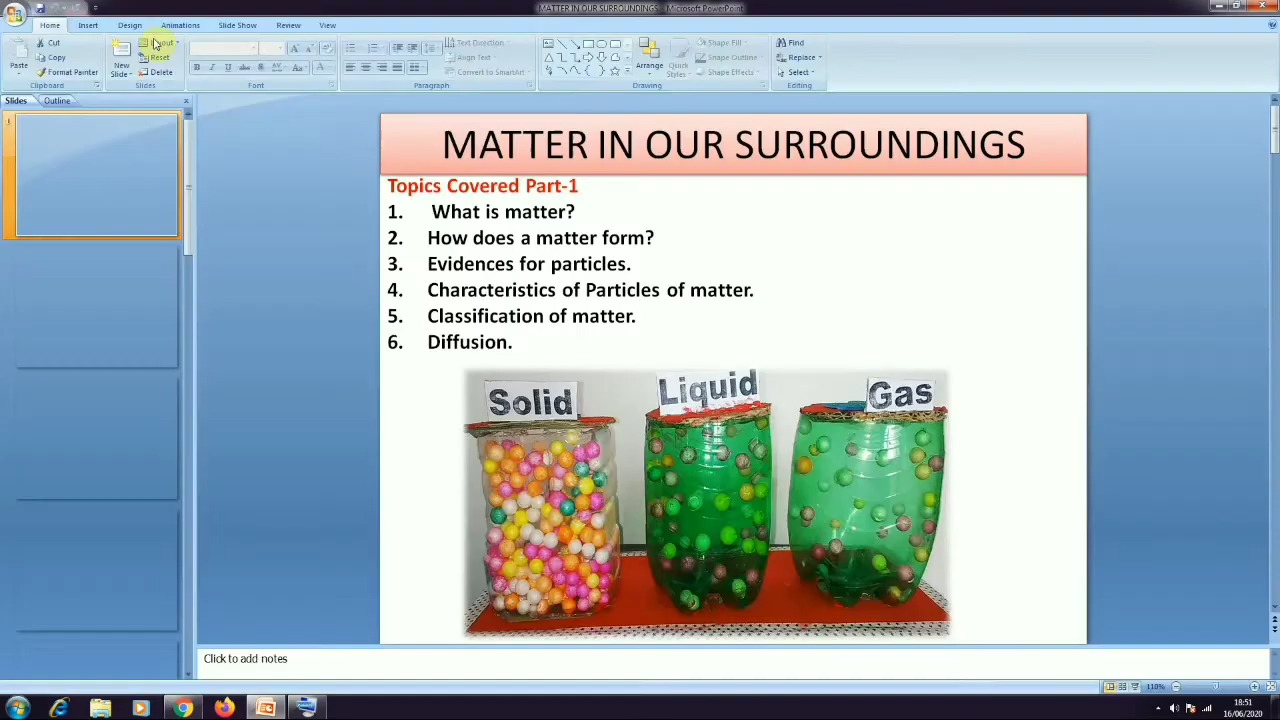 MATTER IN OUR SURROUNDINGS - Microsoft PowerPoint
Home Insert Design Animations Slide Show Review View
Cut
Copy
Format Painter
Paste
Clipboard
New
Slide
Reset
Delete
Slides
Font
Text Direction
Align Text
Convert to SmartArt
Paragraph
Arrange
Quick
Styles
Shape Fill
Shape Outline
Shape Effects
Drawing
Find
Replace
Select
Editing
Slides Outline
1
MATTER IN OUR SURROUNDINGS
Topics Covered Part-1
1. What is matter?
2. How does a matter form?
3. Evidences for particles.
4. Characteristics of Particles of matter.
5. Classification of matter.
6. Diffusion.
Solid Liquid Gas
Click to add notes
110%
18:51
16/06/2020